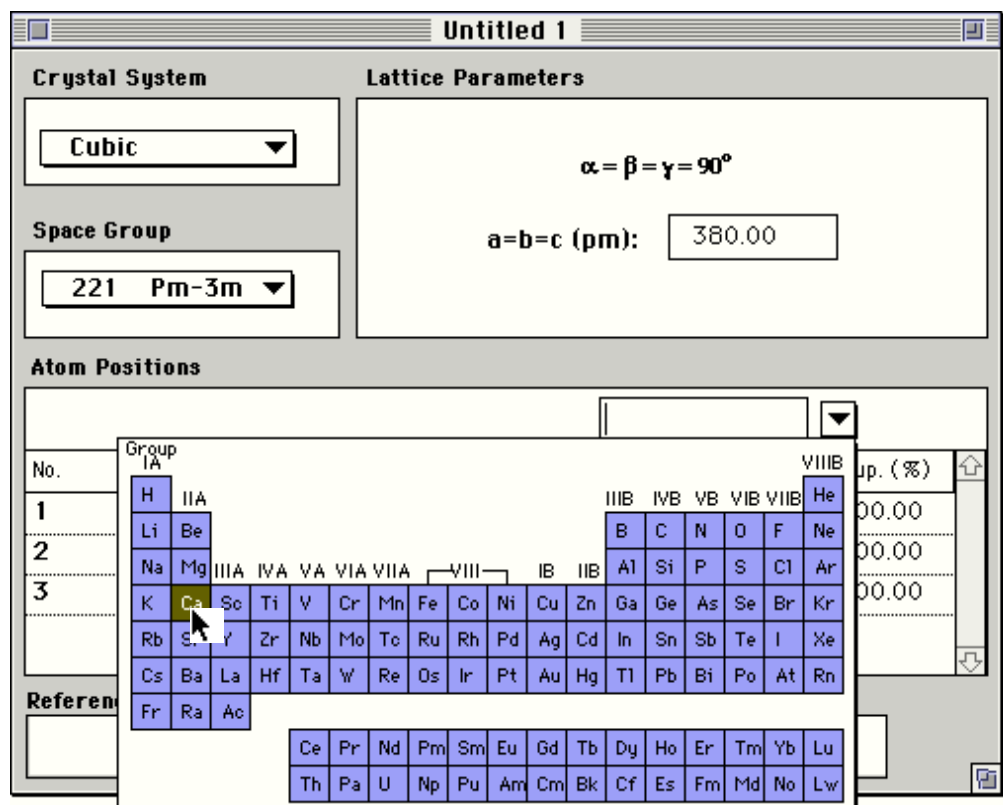 Untitled 1
Crystal System
Lattice Parameters
Cubic
α = β = γ = 90°
Space Group
a=b=c (pm): 380.00
221 Pm-3m
Atom Positions
Group
No.
IA
VIIIB
up. (%)
H IIA IIIB IVB VB VIB VIIB He
1
00.00
Li Be B C N O F Ne
2
00.00
Na Mg IIIA IVA VA VIA VIIA VIII IB IIB Al Si P S Cl Ar
3
00.00
K Ca Sc Ti V Cr Mn Fe Co Ni Cu Zn Ga Ge As Se Br Kr
Rb Y Zr Nb Mo Tc Ru Rh Pd Ag Cd In Sn Sb Te I Xe
Cs Ba La Hf Ta W Re Os Ir Pt Au Hg Tl Pb Bi Po At Rn
Referen
Fr Ra Ac
Ce Pr Nd Pm Sm Eu Gd Tb Dy Ho Er Tm Yb Lu
Th Pa U Np Pu Am Cm Bk Cf Es Fm Md No Lw